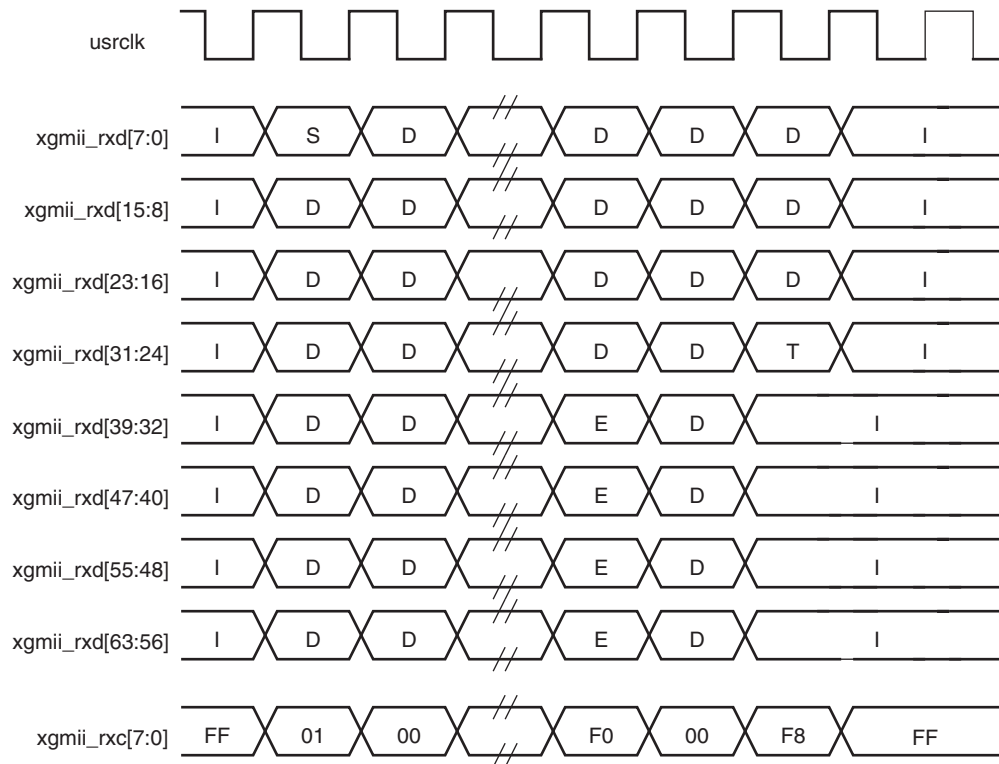 usrclk
xgmii_rxd[7:0] I S D D D D I
xgmii_rxd[15:8] I D D D D D I
xgmii_rxd[23:16] I D D D D D I
xgmii_rxd[31:24] I D D D D T I
xgmii_rxd[39:32] I D D E D I
xgmii_rxd[47:40] I D D E D I
xgmii_rxd[55:48] I D D E D I
xgmii_rxd[63:56] I D D E D I
xgmii_rxc[7:0] FF 01 00 F0 00 F8 FF